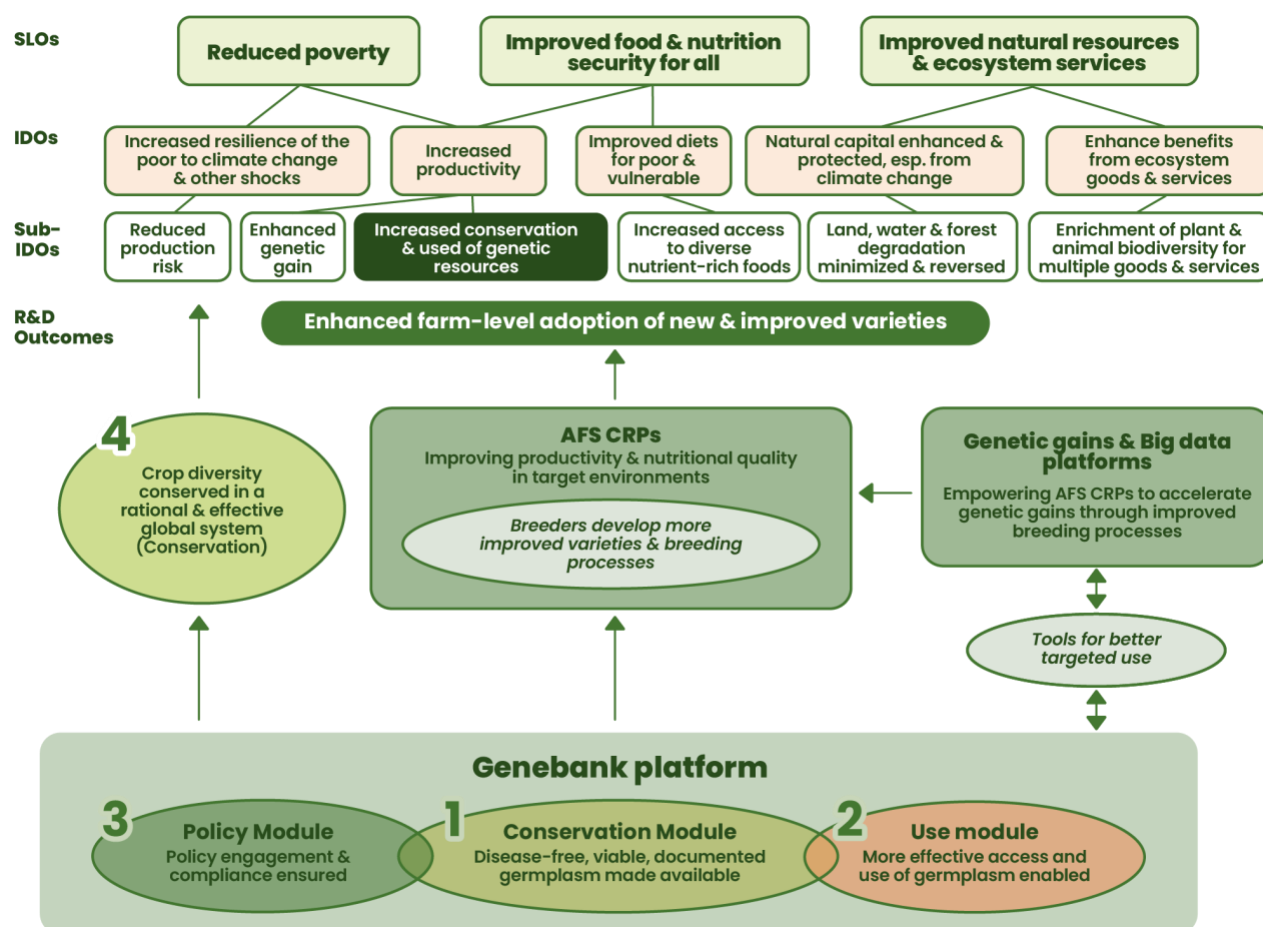 SLOs
Reduced poverty
Improved food & nutrition
security for all
Improved natural resources
& ecosystem services
IDOs
Increased resilience of the
poor to climate change
& other shocks
Increased
productivity
Improved diets
for poor &
vulnerable
Natural capital enhanced &
protected, esp. from
climate change
Enhance benefits
from ecosystem
goods & services
Sub-
IDOs
Reduced
production
risk
Enhanced
genetic
gain
Increased conservation
& used of genetic
resources
Increased access
to diverse
nutrient-rich foods
Land, water & forest
degradation
minimized & reversed
Enrichment of plant &
animal biodiversity for
multiple goods & services
R&D
Outcomes
Enhanced farm-level adoption of new & improved varieties
4
Crop diversity
conserved in a
rational & effective
global system
(Conservation)
AFS CRPs
Improving productivity & nutritional quality
in target environments
Breeders develop more
improved varieties & breeding
processes
Genetic gains & Big data
platforms
Empowering AFS CRPs to accelerate
genetic gains through improved
breeding processes
Tools for better
targeted use
Genebank platform
3
Policy Module
Policy engagement &
compliance ensured
1
Conservation Module
Disease-free, viable, documented
germplasm made available
2
Use module
More effective access and
use of germplasm enabled